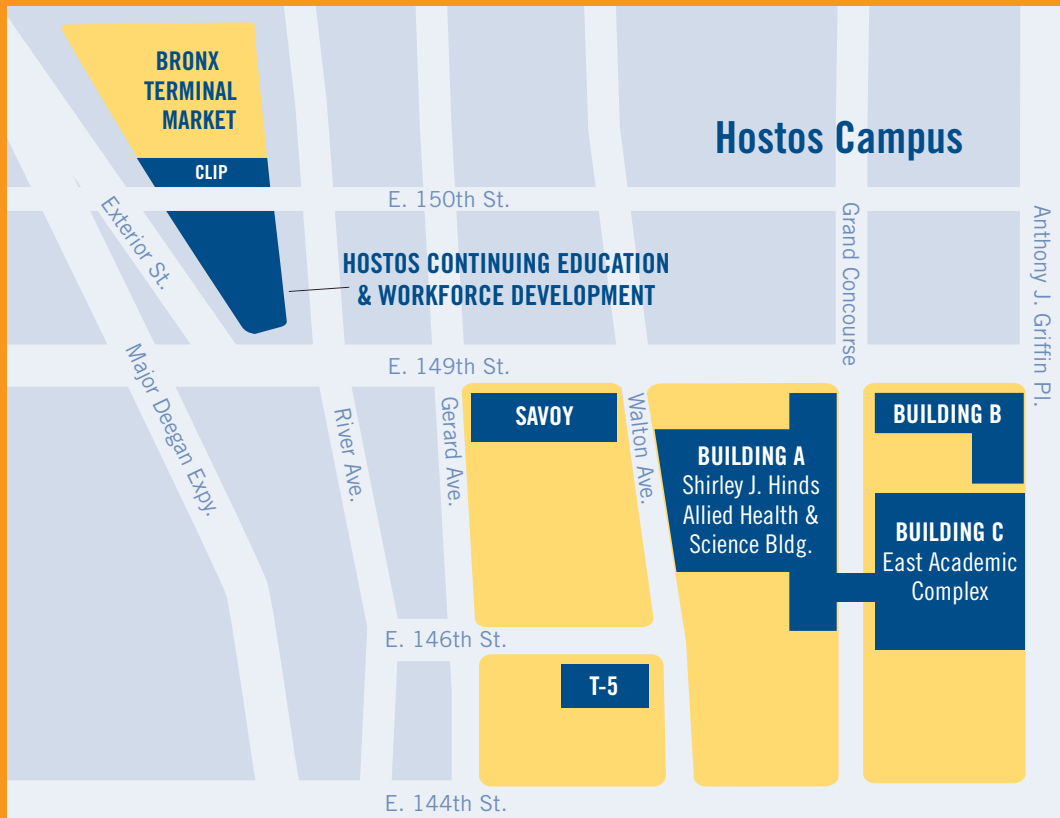 BRONX
TERMINAL
MARKET
Hostos Campus
CLIP
E. 150th St.
Exterior St.
Grand Concourse
Anthony J. Griffin Pl.
HOSTOS CONTINUING EDUCATION
& WORKFORCE DEVELOPMENT
E. 149th St.
Major Deegan Expy.
River Ave.
Gerard Ave.
SAVOY
Walton Ave.
BUILDING A
Shirley J. Hinds
Allied Health &
Science Bldg.
BUILDING B
BUILDING C
East Academic
Complex
E. 146th St.
T-5
E. 144th St.